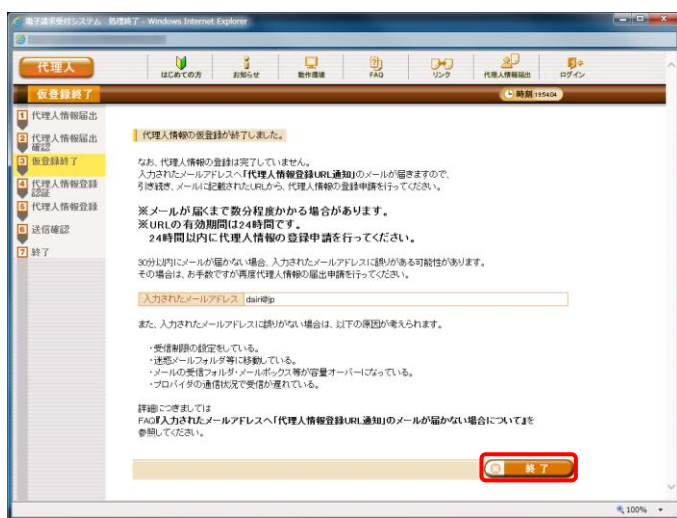 電子請求受付システム 処理終了 - Windows Internet Explorer
代理人
はじめての方
お知らせ
動作環境
FAQ
リンク
代理人情報届出
ログイン
仮登録終了
時刻 195404
1 代理人情報届出
2 代理人情報届出確認
3 仮登録終了
4 代理人情報登録認証
5 代理人情報登録
6 送信確認
7 終了
代理人情報の仮登録が終了しました。
なお、代理人情報の登録は完了していません。
入力されたメールアドレスへ「代理人情報登録URL通知」のメールが届きますので、
引き続き、メールに記載されたURLから、代理人情報の登録申請を行ってください。
※メールが届くまで数分程度かかる場合があります。
※URLの有効期間は24時間です。
24時間以内に代理人情報の登録申請を行ってください。
30分以内にメールが届かない場合、入力されたメールアドレスに誤りがある可能性があります。
その場合は、お手数ですが再度代理人情報の届出申請を行ってください。
入力されたメールアドレス dairi@jp
また、入力されたメールアドレスに誤りがない場合は、以下の原因が考えられます。
・受信制限の設定をしている。
・迷惑メールフォルダ等に移動している。
・メールの受信フォルダ・メールボックス等が容量オーバーになっている。
・プロバイダの通信状況で受信が遅れている。
詳細につきましては
FAQ『入力されたメールアドレスへ「代理人情報登録URL通知」のメールが届かない場合について』を
参照してください。
終了
100%